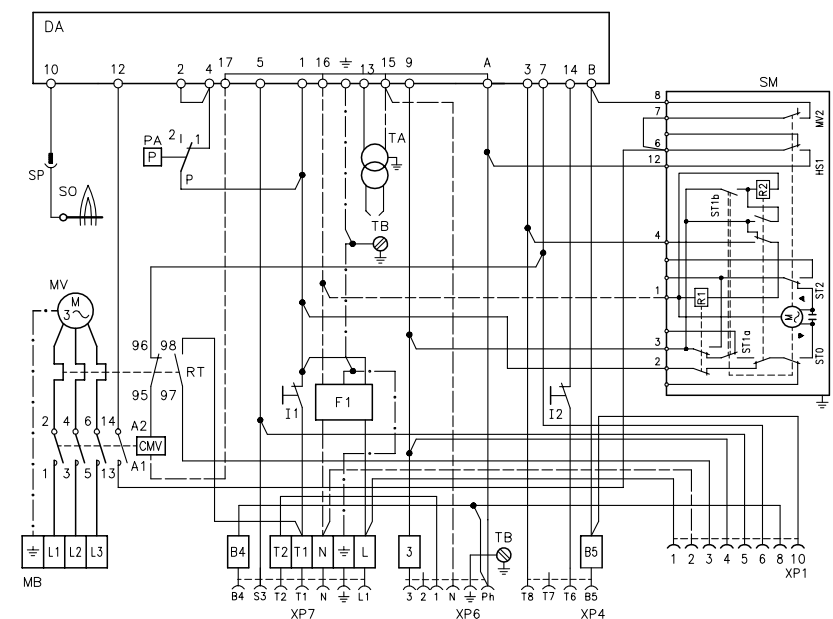 DA
10 12 2 4 17 5 1 16 13 15 9 A 3 7 14 B
SM
8
7 MV2
PA 2 1 TA
P 6
SP P 12 HS1
SO R2
ST1b
TB
4
MV
M
3~ 1 R1 ST2
M
96 98 3 ST1a ST0
RT 2
95 97 I1 F1 I2
2 4 6 14 A2
CMV
1 3 5 13 A1
TB
L1 L2 L3 B4 T2 T1 N L 3 B5
1 2 3 4 5 6 8 10
MB XP1
B4 S3 T2 T1 N L1 3 2 1 N Ph T8 T7 T6 B5
XP7 XP6 XP4